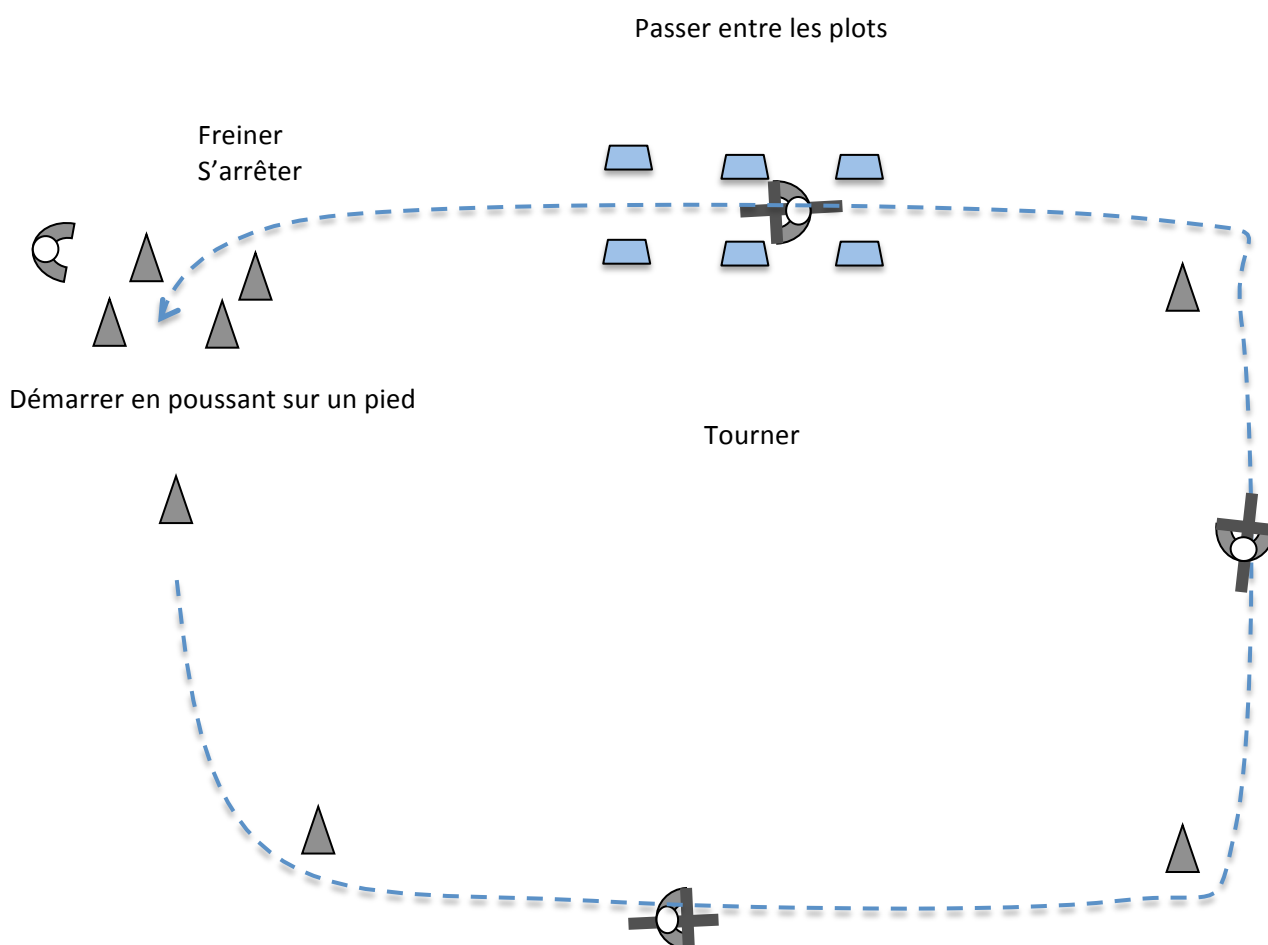 Passer entre les plots
Freiner
S’arrêter
Démarrer en poussant sur un pied
Tourner